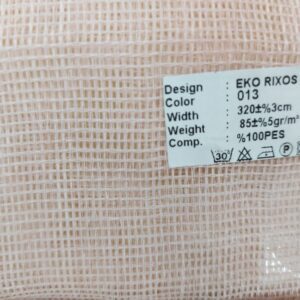 Design : EKO RIXOS
Color : 013
Width : 320±%3cm
Weight : 85±%5gr/m²
Comp. : %100PES
30 P